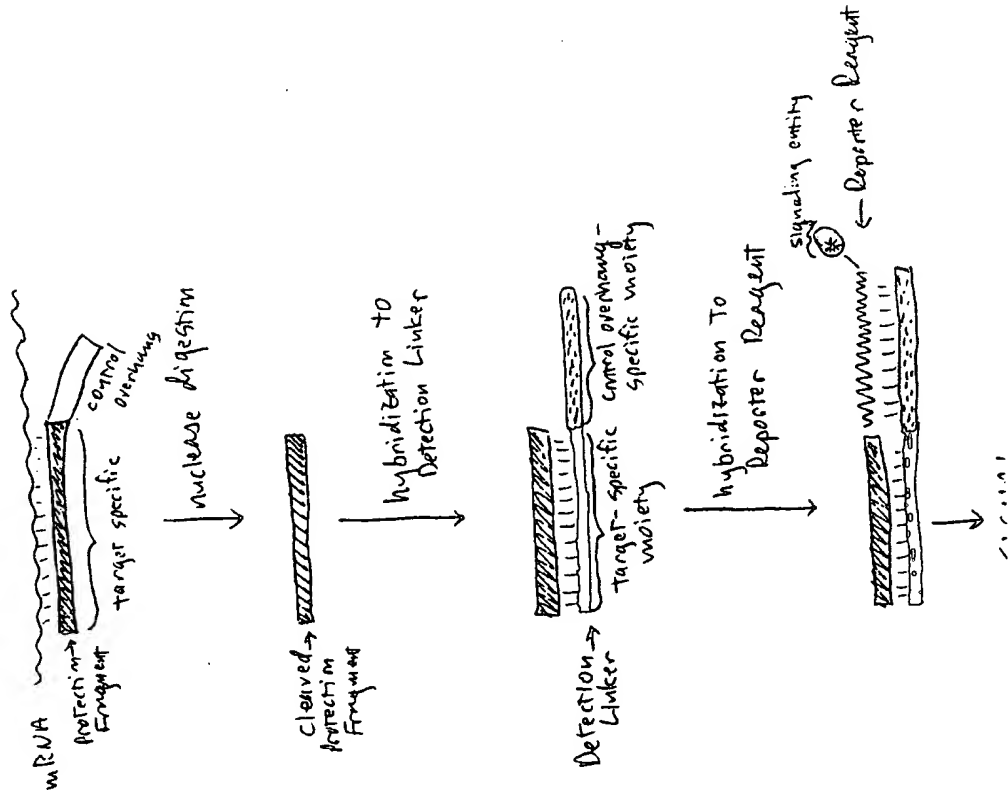 mRNA
Protection
Fragment
target specific
control
overhang
nuclease digestion
Cleaved
protection
Fragment
hybridization to
Detection Linker
Detection
Linker
target-specific
moiety
control overhang-
specific moiety
hybridization To
Reporter Reagent
signaling entity
Reporter Reagent